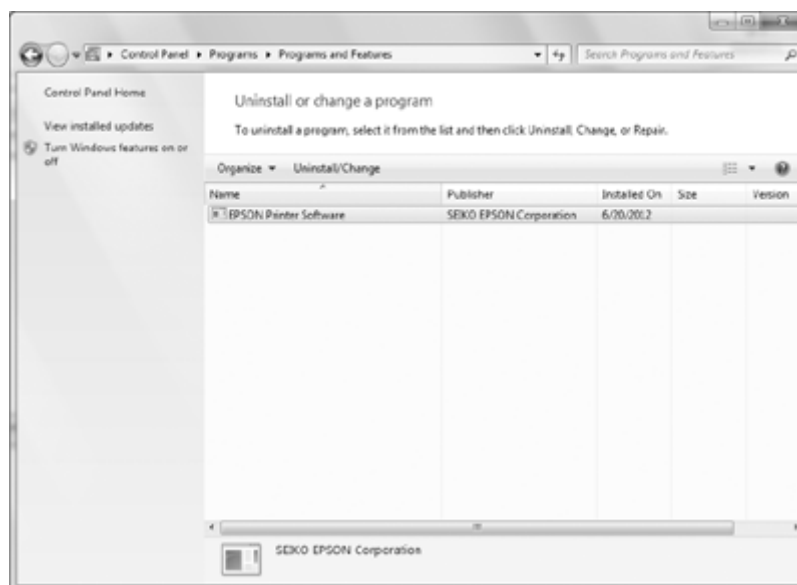 Control Panel Programs Programs and Features Search Programs and Features
Control Panel Home
View installed updates
Turn Windows features on or
off
Uninstall or change a program
To uninstall a program, select it from the list and then click Uninstall, Change, or Repair.
Organize Uninstall/Change
Name Publisher Installed On Size Version
EPSON Printer Software SEIKO EPSON Corporation 6/20/2012
SEIKO EPSON Corporation